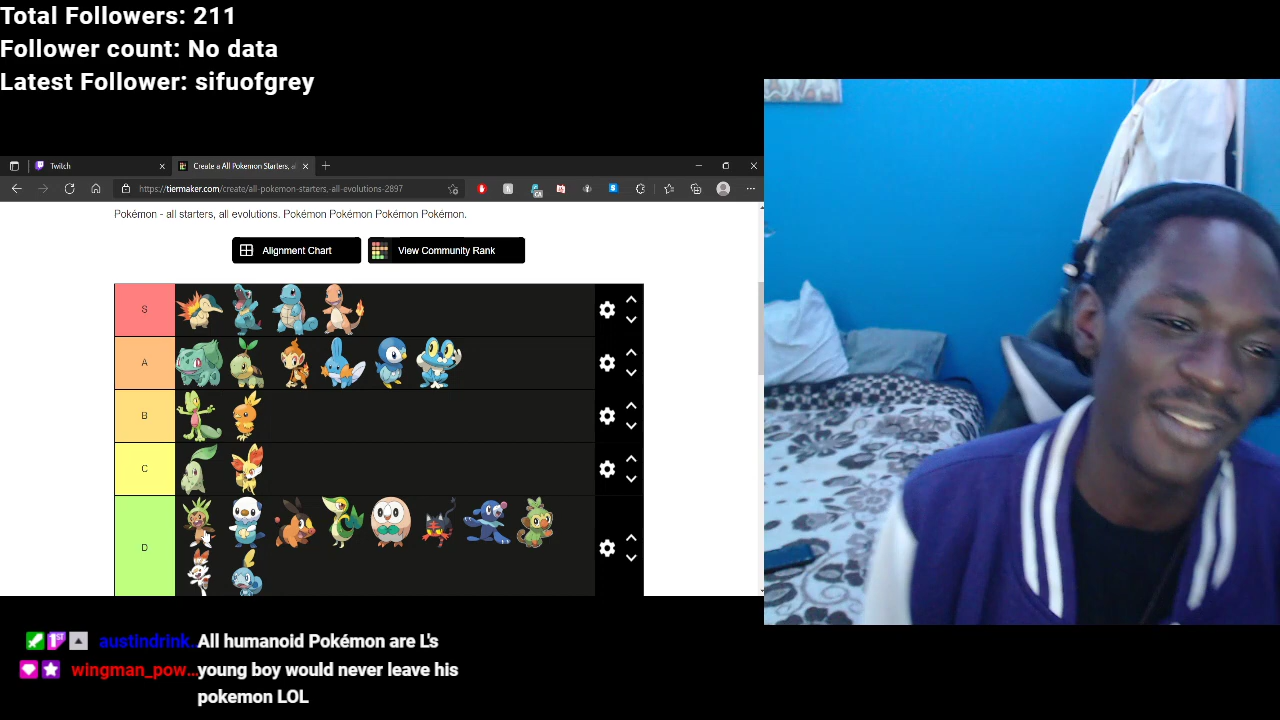 Total Followers: 211
Follower count: No data
Latest Follower: sifuofgrey
Twitch
Create a All Pokemon Starters, al
https://tiermaker.com/create/all-pokemon-starters,-all-evolutions-2897
Pokémon - all starters, all evolutions. Pokémon Pokémon Pokémon Pokémon.
Alignment Chart
View Community Rank
S
A
B
C
D
austindrink.. All humanoid Pokémon are L's
wingman_pow... young boy would never leave his
pokemon LOL